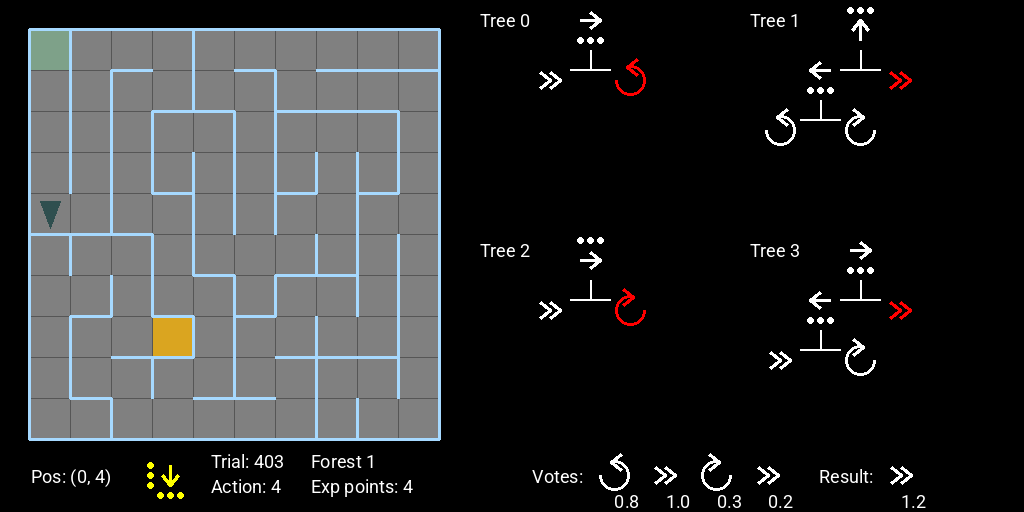 Tree 0
Tree 1
Tree 2
Tree 3
Pos: (0, 4)
Trial: 403
Forest 1
Action: 4
Exp points: 4
Votes:
0.8
1.0
0.3
0.2
Result:
1.2